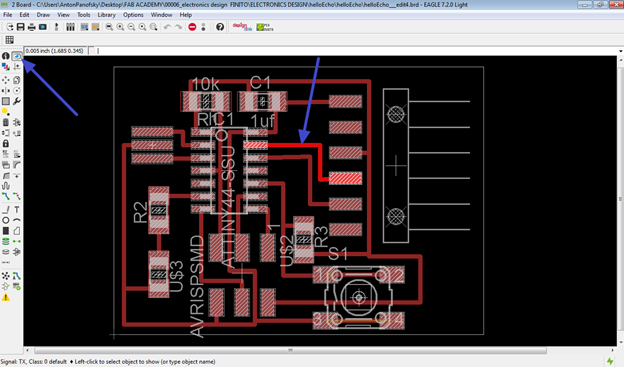 2 Board - C:\Users\AntonPanofsky\Desktop\FAB ACADEMY\00006_electronics design FINITO\ELECTRONICS DESIGN\helloEcho\helloEcho__edit4.brd - EAGLE 7.2.0 Light
File Edit Draw View Tools Library Options Window Help
0.005 inch (1.685 0.345)
10k
C1
IC1
1uf
ATTINY44-SSU
R2
U$3
AVRISPSMD
1
U$2
R3
S1
1
2
3
4
Signal: TX, Class: 0 default ♦ Left-click to select object to show (or type object name)